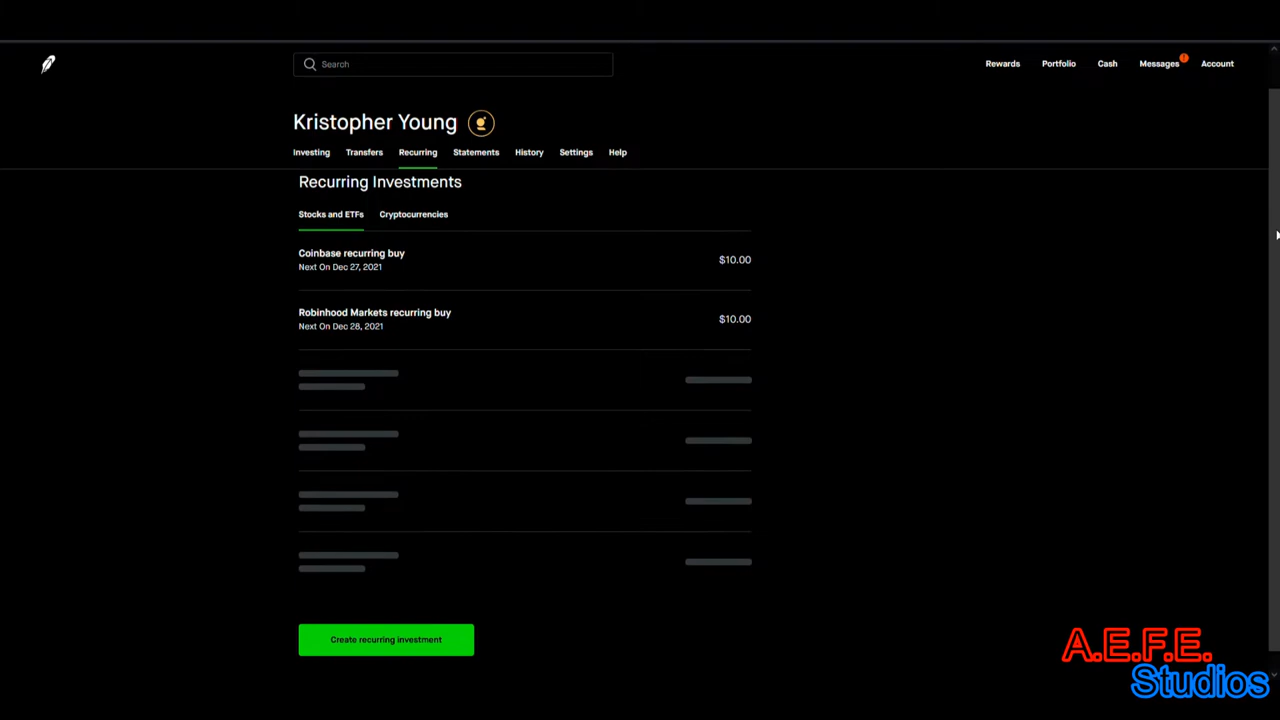 Search
Rewards Portfolio Cash Messages ! Account
Kristopher Young
Investing Transfers Recurring Statements History Settings Help
Recurring Investments
Stocks and ETFs Cryptocurrencies
Coinbase recurring buy
Next On Dec 27, 2021
$10.00
Robinhood Markets recurring buy
Next On Dec 28, 2021
$10.00
Create recurring investment
A.E.F.E.
Studios